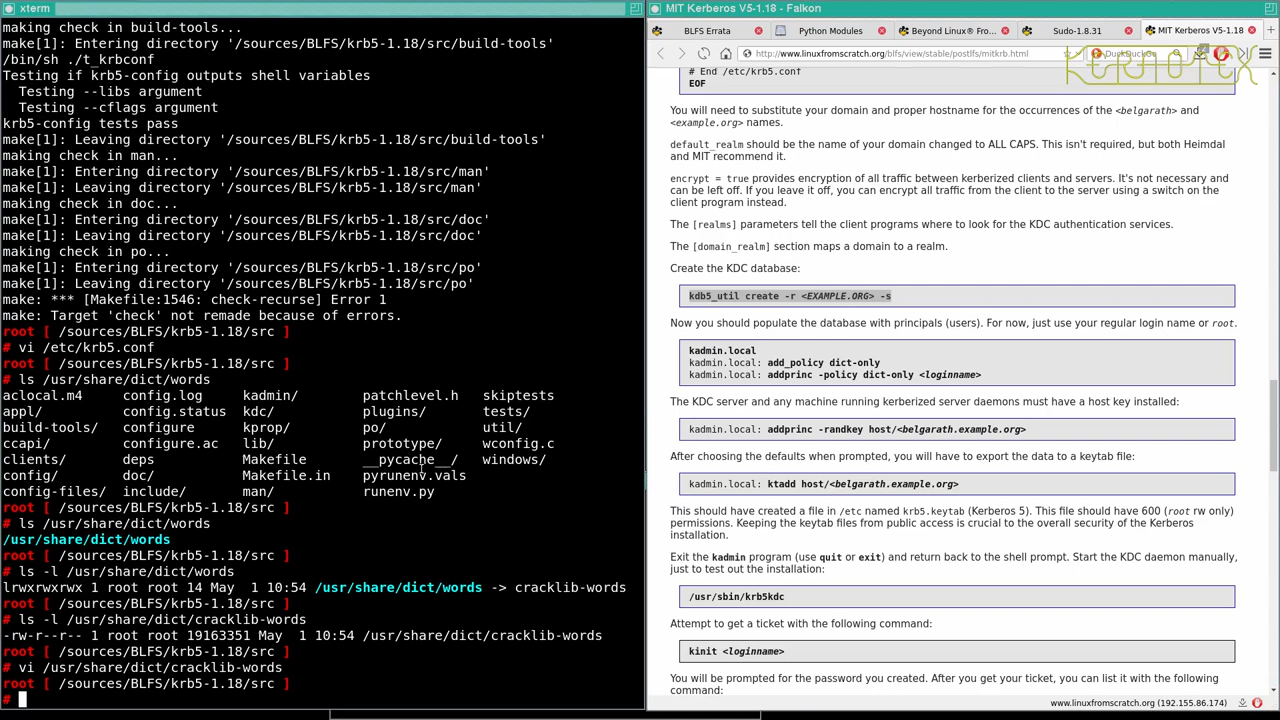 xterm
making check in build-tools...
make[1]: Entering directory '/sources/BLFS/krb5-1.18/src/build-tools'
/bin/sh ./t_krbconf
Testing if krb5-config outputs shell variables
  Testing --libs argument
  Testing --cflags argument
krb5-config tests pass
make[1]: Leaving directory '/sources/BLFS/krb5-1.18/src/build-tools'
making check in man...
make[1]: Entering directory '/sources/BLFS/krb5-1.18/src/man'
make[1]: Leaving directory '/sources/BLFS/krb5-1.18/src/man'
making check in doc...
make[1]: Entering directory '/sources/BLFS/krb5-1.18/src/doc'
make[1]: Leaving directory '/sources/BLFS/krb5-1.18/src/doc'
making check in po...
make[1]: Entering directory '/sources/BLFS/krb5-1.18/src/po'
make[1]: Leaving directory '/sources/BLFS/krb5-1.18/src/po'
make: *** [Makefile:1546: check-recurse] Error 1
make: Target 'check' not remade because of errors.
root [ /sources/BLFS/krb5-1.18/src ]
# vi /etc/krb5.conf
root [ /sources/BLFS/krb5-1.18/src ]
# ls /usr/share/dict/words
aclocal.m4 config.log kadmin/ patchlevel.h skiptests
appl/ config.status kdc/ plugins/ tests/
build-tools/ configure kprop/ po/ util/
ccapi/ configure.ac lib/ prototype/ wconfig.c
clients/ deps Makefile __pycache__/ windows/
config/ doc/ Makefile.in pyrunenv.vals
config-files/ include/ man/ runenv.py
root [ /sources/BLFS/krb5-1.18/src ]
# ls /usr/share/dict/words
/usr/share/dict/words
root [ /sources/BLFS/krb5-1.18/src ]
# ls -l /usr/share/dict/words
lrwxrwxrwx 1 root root 14 May  1 10:54 /usr/share/dict/words -> cracklib-words
root [ /sources/BLFS/krb5-1.18/src ]
# ls -l /usr/share/dict/cracklib-words
-rw-r--r-- 1 root root 19163351 May  1 10:54 /usr/share/dict/cracklib-words
root [ /sources/BLFS/krb5-1.18/src ]
# vi /usr/share/dict/cracklib-words
root [ /sources/BLFS/krb5-1.18/src ]
#
MIT Kerberos V5-1.18 - Falkon
BLFS Errata Python Modules Beyond Linux® Fro... Sudo-1.8.31 MIT Kerberos V5-1.18
http://www.linuxfromscratch.org/blfs/view/stable/postlfs/mitkrb.html DuckDuckGo
# End /etc/krb5.conf
EOF
You will need to substitute your domain and proper hostname for the occurrences of the <belgarath> and
<example.org> names.
default_realm should be the name of your domain changed to ALL CAPS. This isn't required, but both Heimdal
and MIT recommend it.
encrypt = true provides encryption of all traffic between kerberized clients and servers. It's not necessary and
can be left off. If you leave it off, you can encrypt all traffic from the client to the server using a switch on the
client program instead.
The [realms] parameters tell the client programs where to look for the KDC authentication services.
The [domain_realm] section maps a domain to a realm.
Create the KDC database:
kdb5_util create -r <EXAMPLE.ORG> -s
Now you should populate the database with principals (users). For now, just use your regular login name or root.
kadmin.local
kadmin.local: add_policy dict-only
kadmin.local: addprinc -policy dict-only <loginname>
The KDC server and any machine running kerberized server daemons must have a host key installed:
kadmin.local: addprinc -randkey host/<belgarath.example.org>
After choosing the defaults when prompted, you will have to export the data to a keytab file:
kadmin.local: ktadd host/<belgarath.example.org>
This should have created a file in /etc named krb5.keytab (Kerberos 5). This file should have 600 (root rw only)
permissions. Keeping the keytab files from public access is crucial to the overall security of the Kerberos
installation.
Exit the kadmin program (use quit or exit) and return back to the shell prompt. Start the KDC daemon manually,
just to test out the installation:
/usr/sbin/krb5kdc
Attempt to get a ticket with the following command:
kinit <loginname>
You will be prompted for the password you created. After you get your ticket, you can list it with the following
command:
www.linuxfromscratch.org (192.155.86.174)